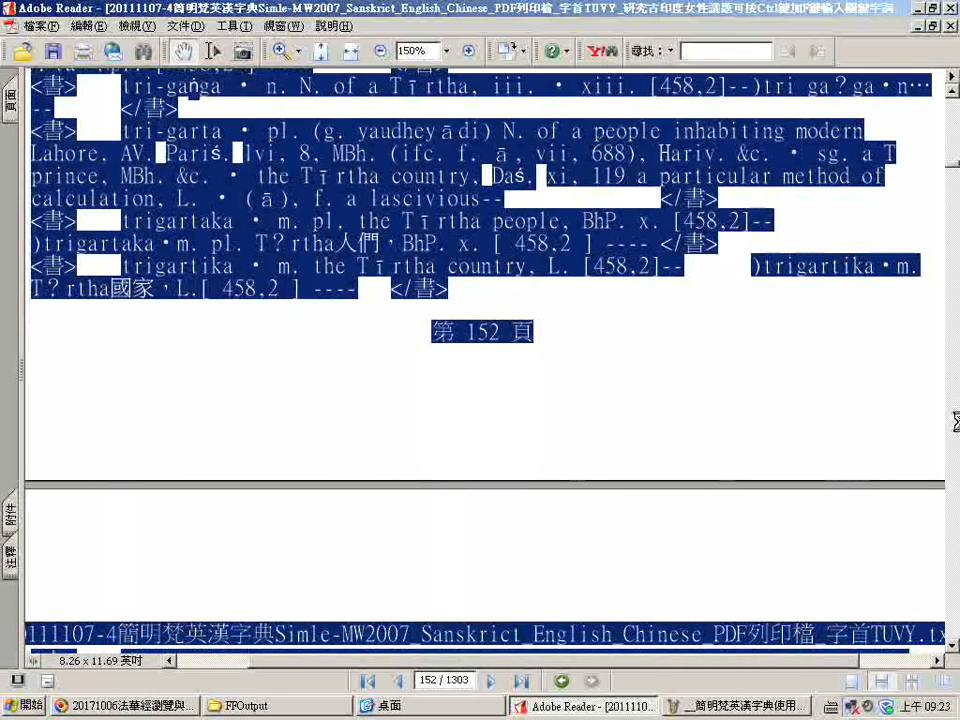 Adobe Reader - [20111107-4簡明梵英漢字典Simle-MW2007_Sanskrict_English_Chinese_PDF列印檔_字首TUVY_研究古印度女性議題可按Ctrl鍵加F鍵輸入關鍵字詞
檔案(F) 編輯(E) 檢視(V) 文件(D) 工具(T) 視窗(W) 說明(H)
150% 尋找:
頁面
<書> tri-gaṅga · n. N. of a Tīrtha, iii. · xiii. [458,2]--)tri ga?ga·n…
-- </書>
<書> tri-garta · pl. (g. yaudheyādi) N. of a people inhabiting modern
Lahore, AV. Pariś. lvi, 8, MBh. (ifc. f. ā, vii, 688), Hariv. &c. · sg. a T
prince, MBh. &c. · the Tīrtha country, Daś. xi, 119 a particular method of
calculation, L. · (ā), f. a lascivious-- </書>
<書> trigartaka · m. pl. the Tīrtha people, BhP. x. [458,2]--
)trigartaka·m. pl. T?rtha人們,BhP. x. [ 458,2 ] ---- </書>
<書> trigartika · m. the Tīrtha country, L. [458,2]-- )trigartika·m.
T?rtha國家,L.[ 458,2 ] ---- </書>
第 152 頁
附件
注釋
111107-4簡明梵英漢字典Simle-MW2007_Sanskrict_English_Chinese_PDF列印檔_字首TUVY.tx
8.26 x 11.69 英吋
152 / 1303
開始 20171006法華經瀏覽與... FFOutput 桌面 Adobe Reader - [2011110... __簡明梵英字典使用... 上午 09:23